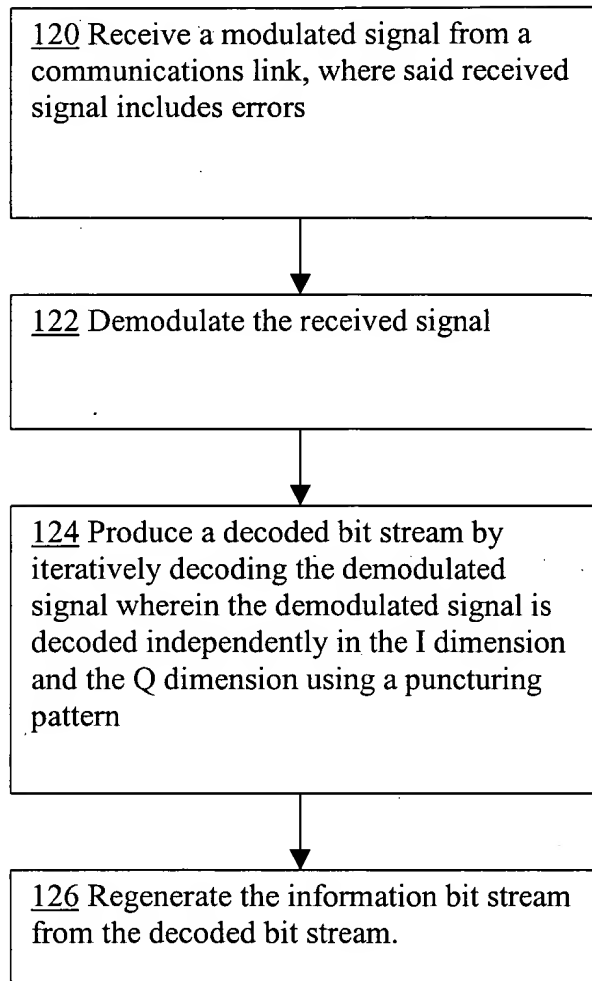 120 Receive a modulated signal from a
communications link, where said received
signal includes errors
122 Demodulate the received signal
124 Produce a decoded bit stream by
iteratively decoding the demodulated
signal wherein the demodulated signal is
decoded independently in the I dimension
and the Q dimension using a puncturing
pattern
126 Regenerate the information bit stream
from the decoded bit stream.